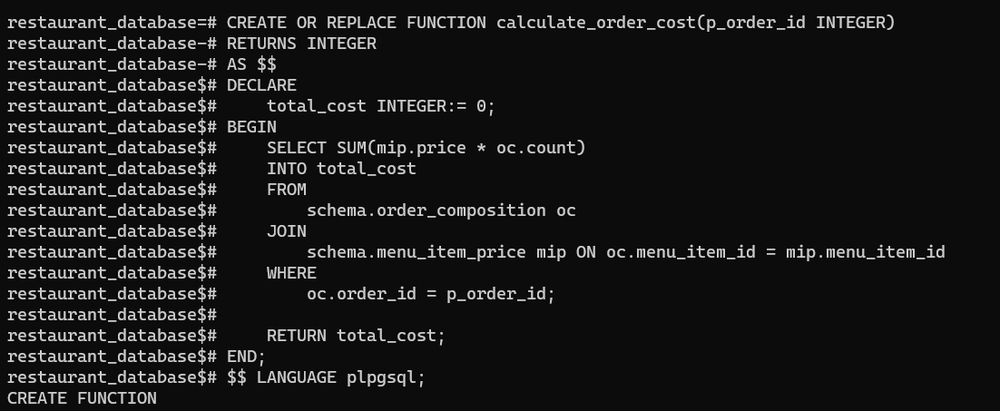 restaurant_database=# CREATE OR REPLACE FUNCTION calculate_order_cost(p_order_id INTEGER)
restaurant_database-# RETURNS INTEGER
restaurant_database-# AS $$
restaurant_database$# DECLARE
restaurant_database$#     total_cost INTEGER:= 0;
restaurant_database$# BEGIN
restaurant_database$#     SELECT SUM(mip.price * oc.count)
restaurant_database$#     INTO total_cost
restaurant_database$#     FROM
restaurant_database$#         schema.order_composition oc
restaurant_database$#     JOIN
restaurant_database$#         schema.menu_item_price mip ON oc.menu_item_id = mip.menu_item_id
restaurant_database$#     WHERE
restaurant_database$#         oc.order_id = p_order_id;
restaurant_database$#
restaurant_database$#     RETURN total_cost;
restaurant_database$# END;
restaurant_database$# $$ LANGUAGE plpgsql;
CREATE FUNCTION